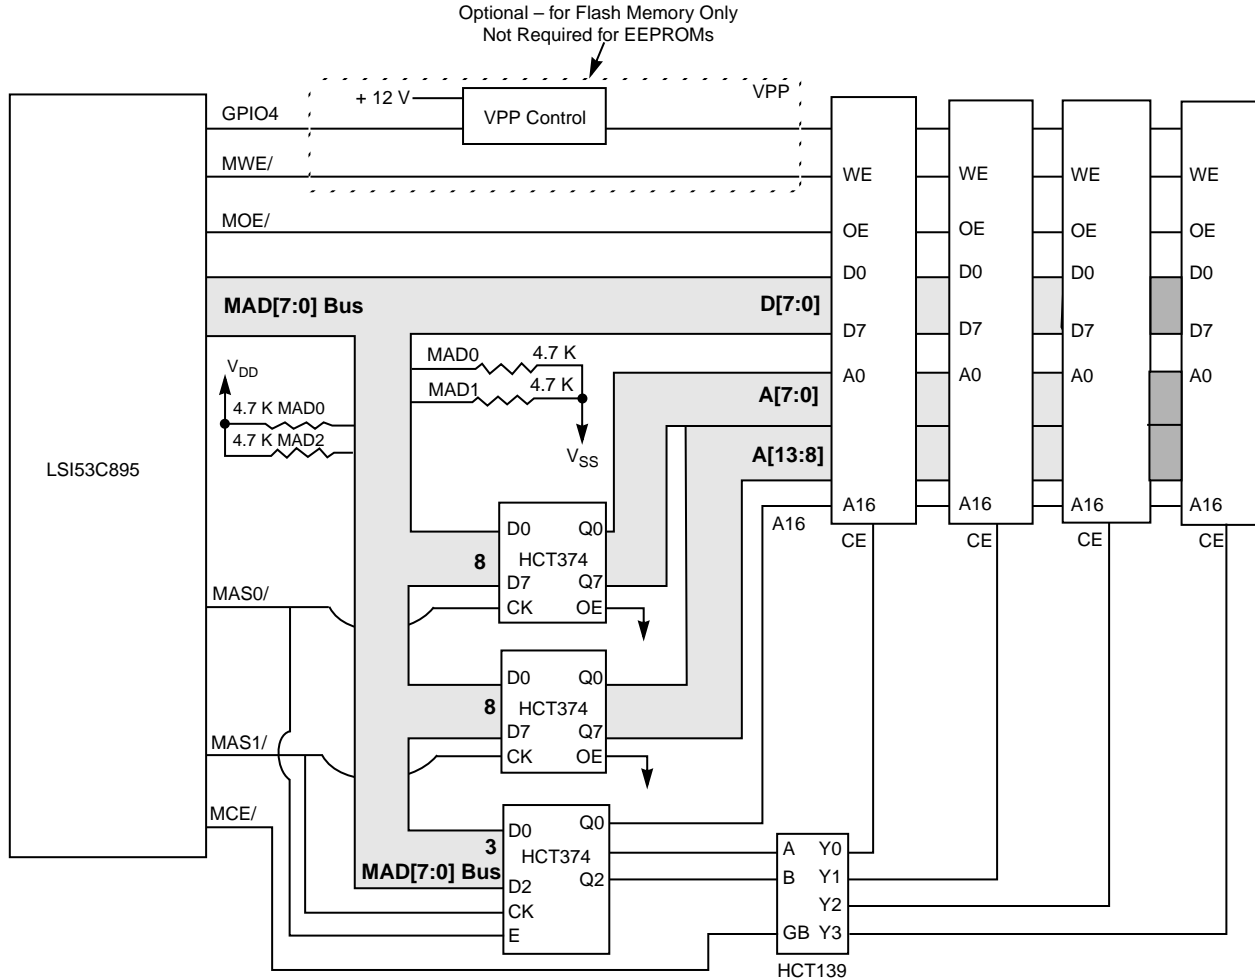 Optional – for Flash Memory Only
Not Required for EEPROMs
+ 12 V
VPP Control
VPP
GPIO4
MWE/
MOE/
MAD[7:0] Bus
D[7:0]
MAD0 4.7 K
MAD1 4.7 K
VSS
VDD
4.7 K MAD0
4.7 K MAD2
A[7:0]
A[13:8]
LSI53C895
MAS0/
MAS1/
MCE/
WE
OE
D0
D7
A0
A16
CE
WE
OE
D0
D7
A0
A16
CE
WE
OE
D0
D7
A0
A16
CE
WE
OE
D0
D7
A0
A16
CE
A16
8
D0 Q0
HCT374
D7 Q7
CK OE
8
D0 Q0
HCT374
D7 Q7
CK OE
3
MAD[7:0] Bus
D0 Q0
HCT374
Q2
D2
CK
E
A Y0
B Y1
Y2
GB Y3
HCT139